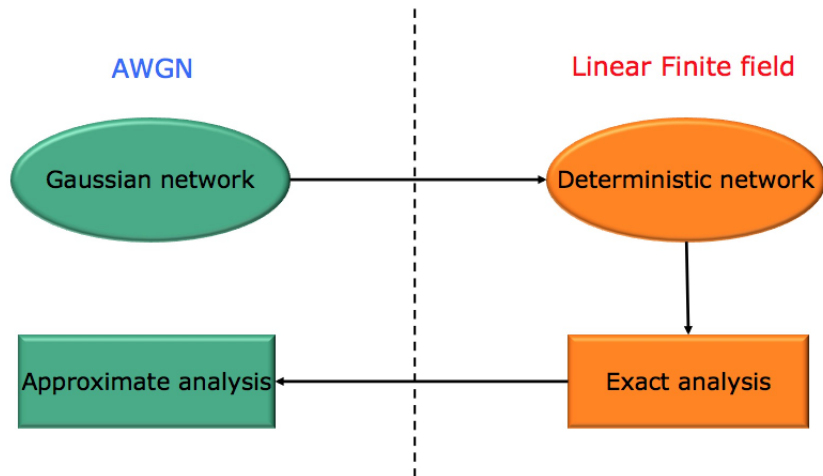 AWGN
Linear Finite field
Gaussian network
Deterministic network
Approximate analysis
Exact analysis